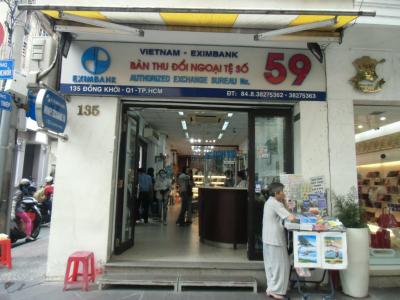 VIETNAM - EXIMBANK
BÀN THU ĐỔI NGOẠI TỆ SỐ
59
EXIMBANK
AUTHORIZED EXCHANGE BUREAU No.
135 ĐỒNG KHỞI - Q1 - TP.HCM
ĐT: 84.8.38275362 - 38275363
135